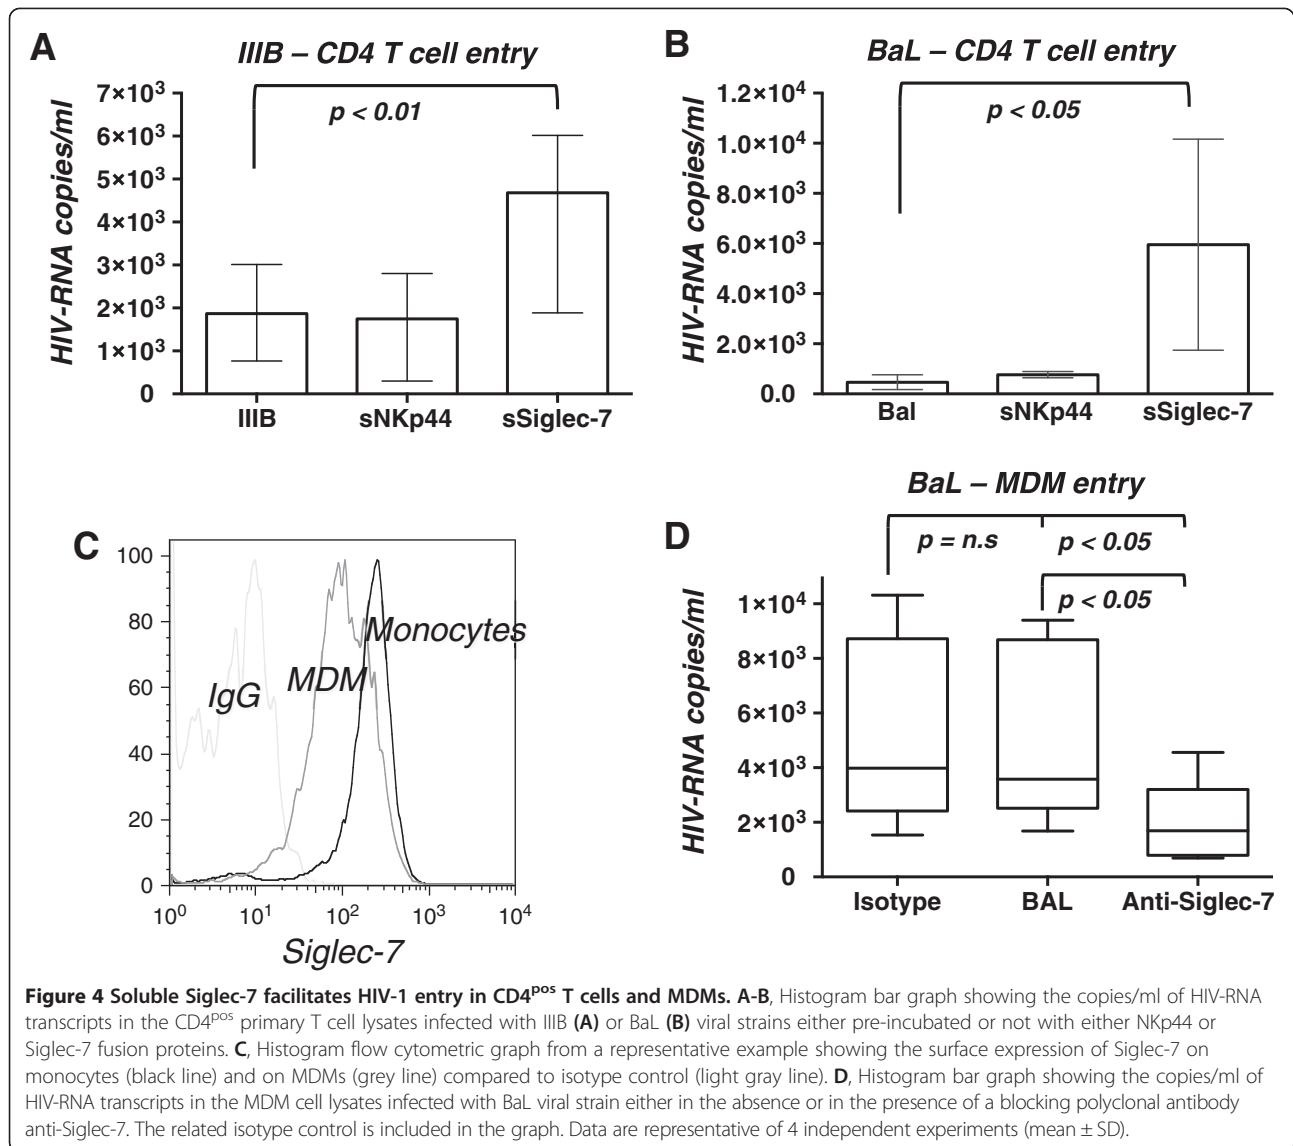 A
IIIB – CD4 T cell entry
HIV-RNA copies/ml
7×10³
6×10³
5×10³
4×10³
3×10³
2×10³
1×10³
0
p < 0.01
IIIB sNKp44 sSiglec-7
B
BaL – CD4 T cell entry
HIV-RNA copies/ml
1.2×10⁴
1.0×10⁴
8.0×10³
6.0×10³
4.0×10³
2.0×10³
0.0
p < 0.05
Bal sNKp44 sSiglec-7
C
100
80
60
40
20
0
IgG
MDM
Monocytes
10⁰ 10¹ 10² 10³ 10⁴
Siglec-7
D
BaL – MDM entry
p = n.s p < 0.05
p < 0.05
HIV-RNA copies/ml
1×10⁴
8×10³
6×10³
4×10³
2×10³
0
Isotype BAL Anti-Siglec-7
Figure 4 Soluble Siglec-7 facilitates HIV-1 entry in CD4ᵖᵒˢ T cells and MDMs. A-B, Histogram bar graph showing the copies/ml of HIV-RNA
transcripts in the CD4ᵖᵒˢ primary T cell lysates infected with IIIB (A) or BaL (B) viral strains either pre-incubated or not with either NKp44 or
Siglec-7 fusion proteins. C, Histogram flow cytometric graph from a representative example showing the surface expression of Siglec-7 on
monocytes (black line) and on MDMs (grey line) compared to isotype control (light gray line). D, Histogram bar graph showing the copies/ml of
HIV-RNA transcripts in the MDM cell lysates infected with BaL viral strain either in the absence or in the presence of a blocking polyclonal antibody
anti-Siglec-7. The related isotype control is included in the graph. Data are representative of 4 independent experiments (mean ± SD).